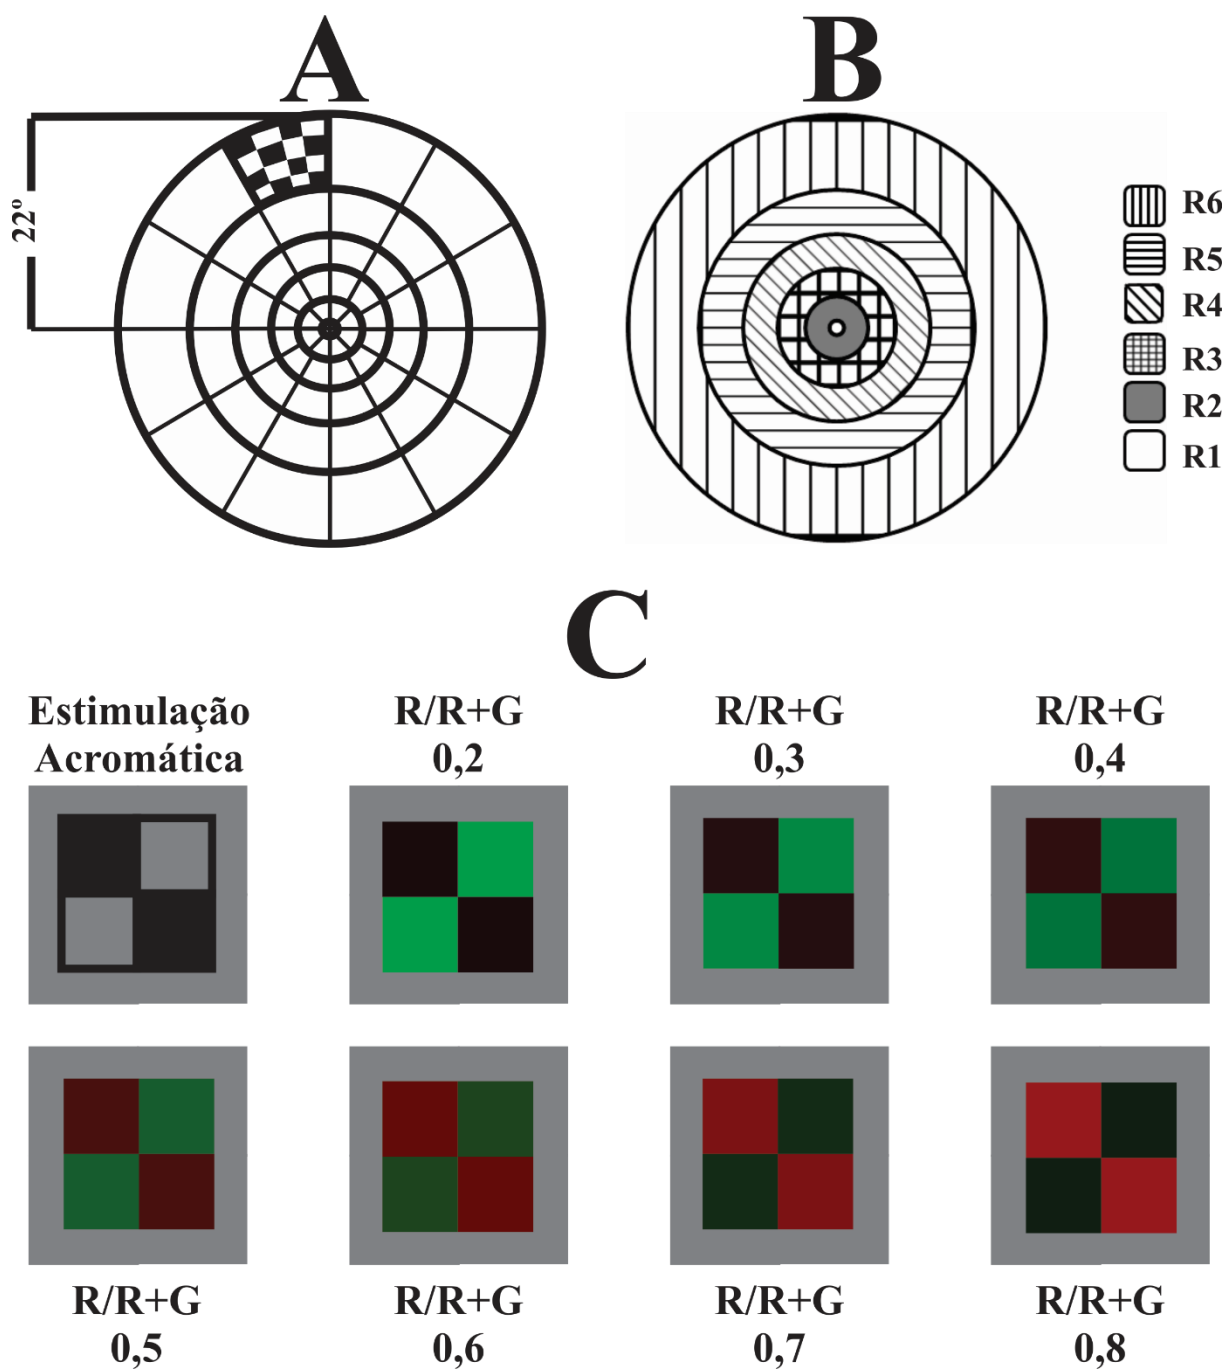 A
B
22º
R6
R5
R4
R3
R2
R1
C
Estimulação
Acromática
R/R+G
0,2
R/R+G
0,3
R/R+G
0,4
R/R+G
0,5
R/R+G
0,6
R/R+G
0,7
R/R+G
0,8